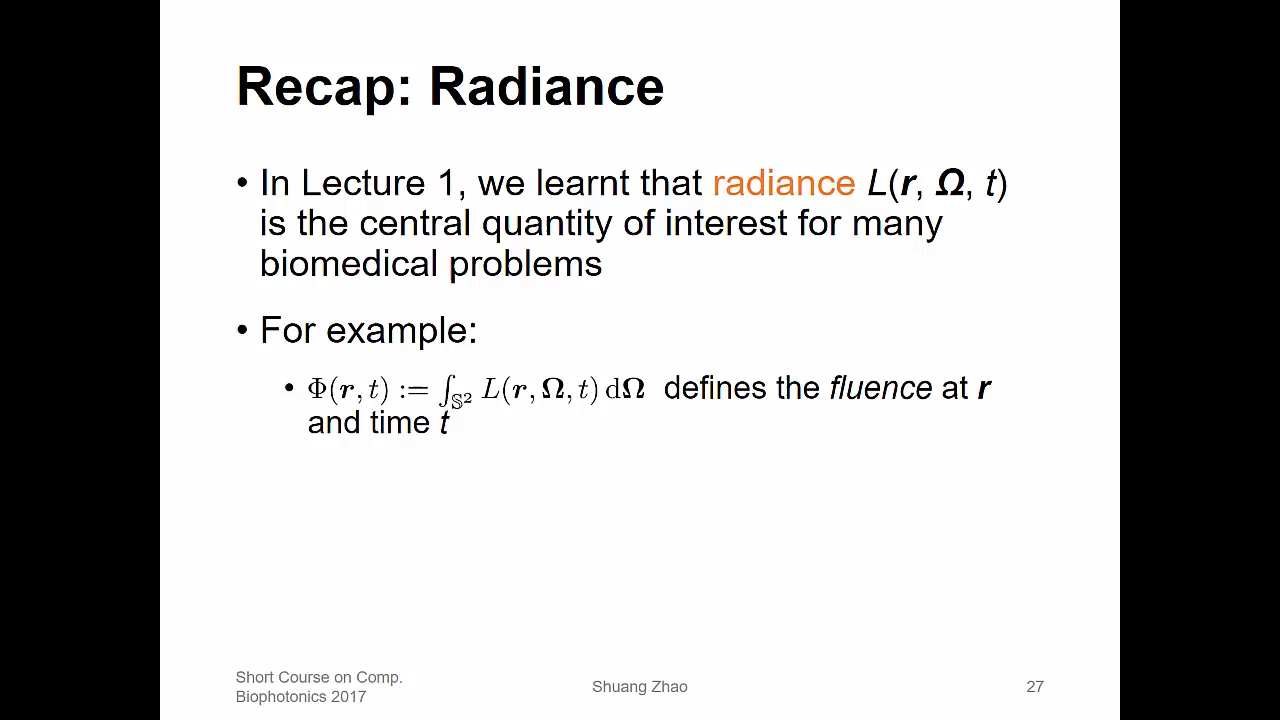 Recap: Radiance
• In Lecture 1, we learnt that radiance L(r, Ω, t)
is the central quantity of interest for many
biomedical problems
• For example:
• Φ(r, t) := ∫_𝕊² L(r, Ω, t) dΩ defines the fluence at r
and time t
Short Course on Comp.
Biophotonics 2017
Shuang Zhao
27